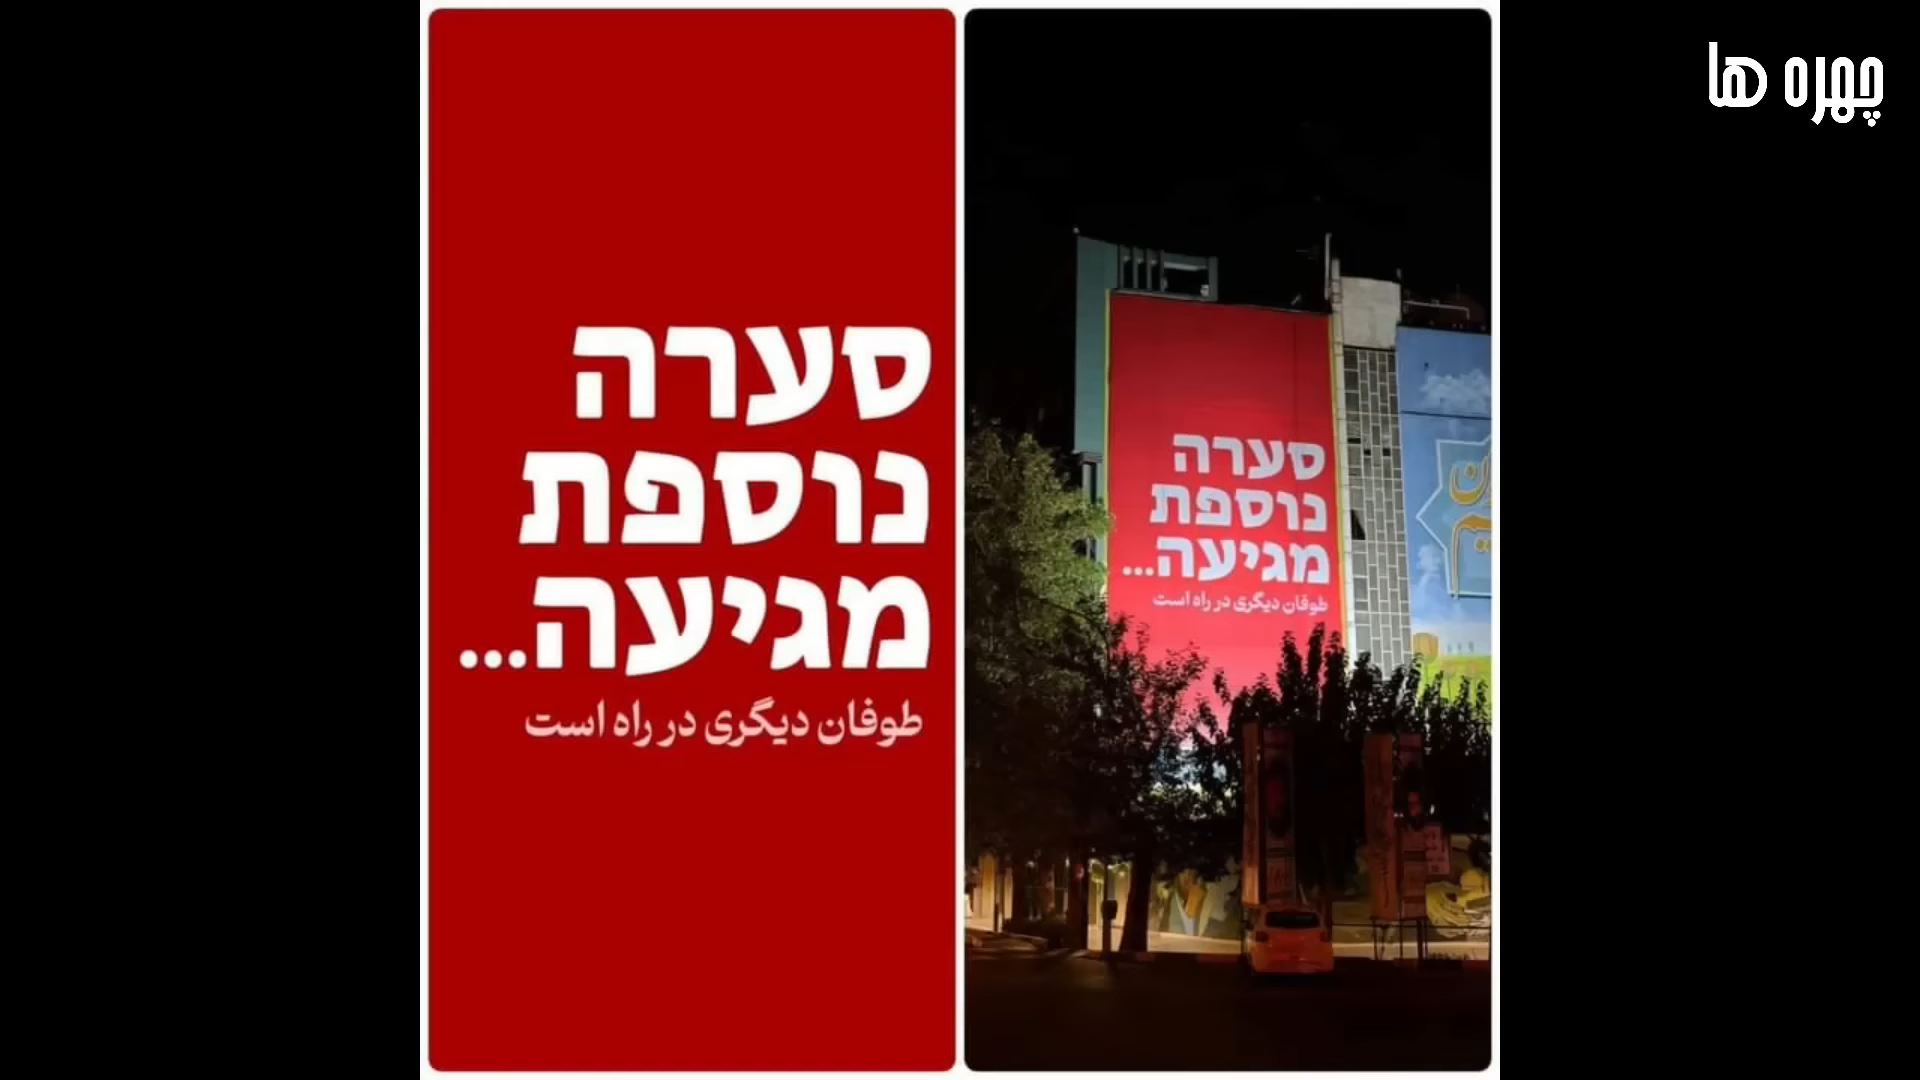 چهره ها
סערה
נוספת
מגיעה...
طوفان دیگری در راه است
סערה
נוספת
מגיעה...
طوفان دیگری در راه است